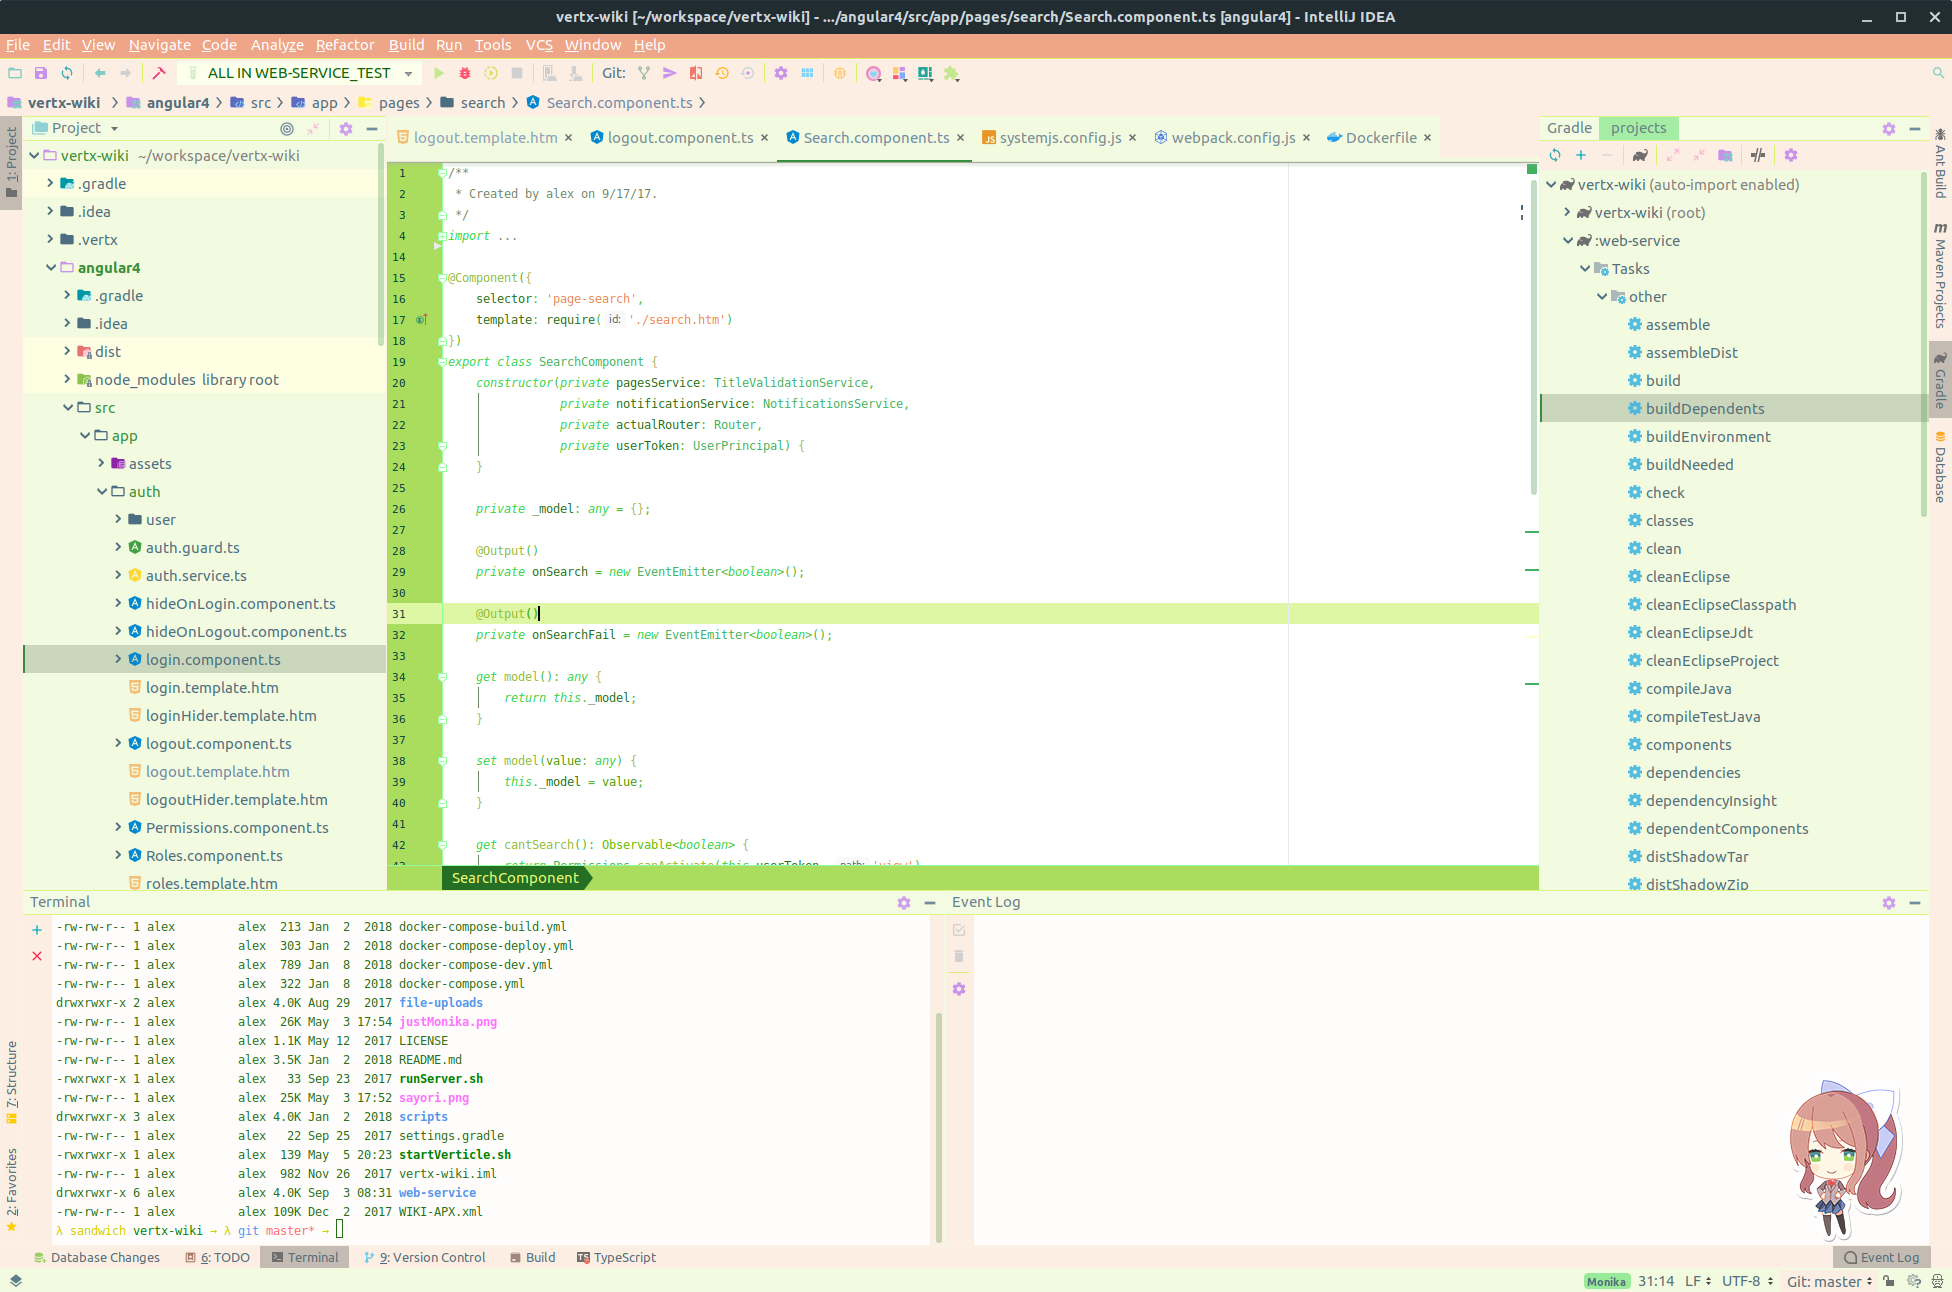 vertx-wiki [~/workspace/vertx-wiki] - .../angular4/src/app/pages/search/Search.component.ts [angular4] - IntelliJ IDEA
File Edit View Navigate Code Analyze Refactor Build Run Tools VCS Window Help
ALL IN WEB-SERVICE_TEST Git:
vertx-wiki angular4 src app pages search Search.component.ts
1: Project
7: Structure
2: Favorites
Project
vertx-wiki ~/workspace/vertx-wiki
.gradle
.idea
.vertx
angular4
.gradle
.idea
dist
node_modules library root
src
app
assets
auth
user
auth.guard.ts
auth.service.ts
hideOnLogin.component.ts
hideOnLogout.component.ts
login.component.ts
login.template.htm
loginHider.template.htm
logout.component.ts
logout.template.htm
logoutHider.template.htm
Permissions.component.ts
Roles.component.ts
roles.template.htm
logout.template.htm × logout.component.ts × Search.component.ts × systemjs.config.js × webpack.config.js × Dockerfile ×
1 /**
2 * Created by alex on 9/17/17.
3 */
4 import ...
14
15 @Component({
16 selector: 'page-search',
17 template: require( id: './search.htm')
18 })
19 export class SearchComponent {
20 constructor(private pagesService: TitleValidationService,
21 private notificationService: NotificationsService,
22 private actualRouter: Router,
23 private userToken: UserPrincipal) {
24 }
25
26 private _model: any = {};
27
28 @Output()
29 private onSearch = new EventEmitter<boolean>();
30
31 @Output()
32 private onSearchFail = new EventEmitter<boolean>();
33
34 get model(): any {
35 return this._model;
36 }
37
38 set model(value: any) {
39 this._model = value;
40 }
41
42 get cantSearch(): Observable<boolean> {
43 return Permissions.canActivate(this.userToken, path: 'view')
SearchComponent
Gradle projects
vertx-wiki (auto-import enabled)
vertx-wiki (root)
:web-service
Tasks
other
assemble
assembleDist
build
buildDependents
buildEnvironment
buildNeeded
check
classes
clean
cleanEclipse
cleanEclipseClasspath
cleanEclipseJdt
cleanEclipseProject
compileJava
compileTestJava
components
dependencies
dependencyInsight
dependentComponents
distShadowTar
distShadowZip
Ant Build
m Maven Projects
Gradle
Database
Terminal
-rw-rw-r-- 1 alex alex 213 Jan 2 2018 docker-compose-build.yml
-rw-rw-r-- 1 alex alex 303 Jan 2 2018 docker-compose-deploy.yml
-rw-rw-r-- 1 alex alex 789 Jan 8 2018 docker-compose-dev.yml
-rw-rw-r-- 1 alex alex 322 Jan 8 2018 docker-compose.yml
drwxrwxr-x 2 alex alex 4.0K Aug 29 2017 file-uploads
-rw-rw-r-- 1 alex alex 26K May 3 17:54 justMonika.png
-rw-rw-r-- 1 alex alex 1.1K May 12 2017 LICENSE
-rw-rw-r-- 1 alex alex 3.5K Jan 2 2018 README.md
-rwxrwxr-x 1 alex alex 33 Sep 23 2017 runServer.sh
-rw-rw-r-- 1 alex alex 25K May 3 17:52 sayori.png
drwxrwxr-x 3 alex alex 4.0K Jan 2 2018 scripts
-rw-rw-r-- 1 alex alex 22 Sep 25 2017 settings.gradle
-rwxrwxr-x 1 alex alex 139 May 5 20:23 startVerticle.sh
-rw-rw-r-- 1 alex alex 982 Nov 26 2017 vertx-wiki.iml
drwxrwxr-x 6 alex alex 4.0K Sep 3 08:31 web-service
-rw-rw-r-- 1 alex alex 109K Dec 2 2017 WIKI-APX.xml
λ sandwich vertx-wiki → λ git master* →
Event Log
Database Changes 6: TODO Terminal 9: Version Control Build TypeScript Event Log
Monika 31:14 LF UTF-8 Git: master